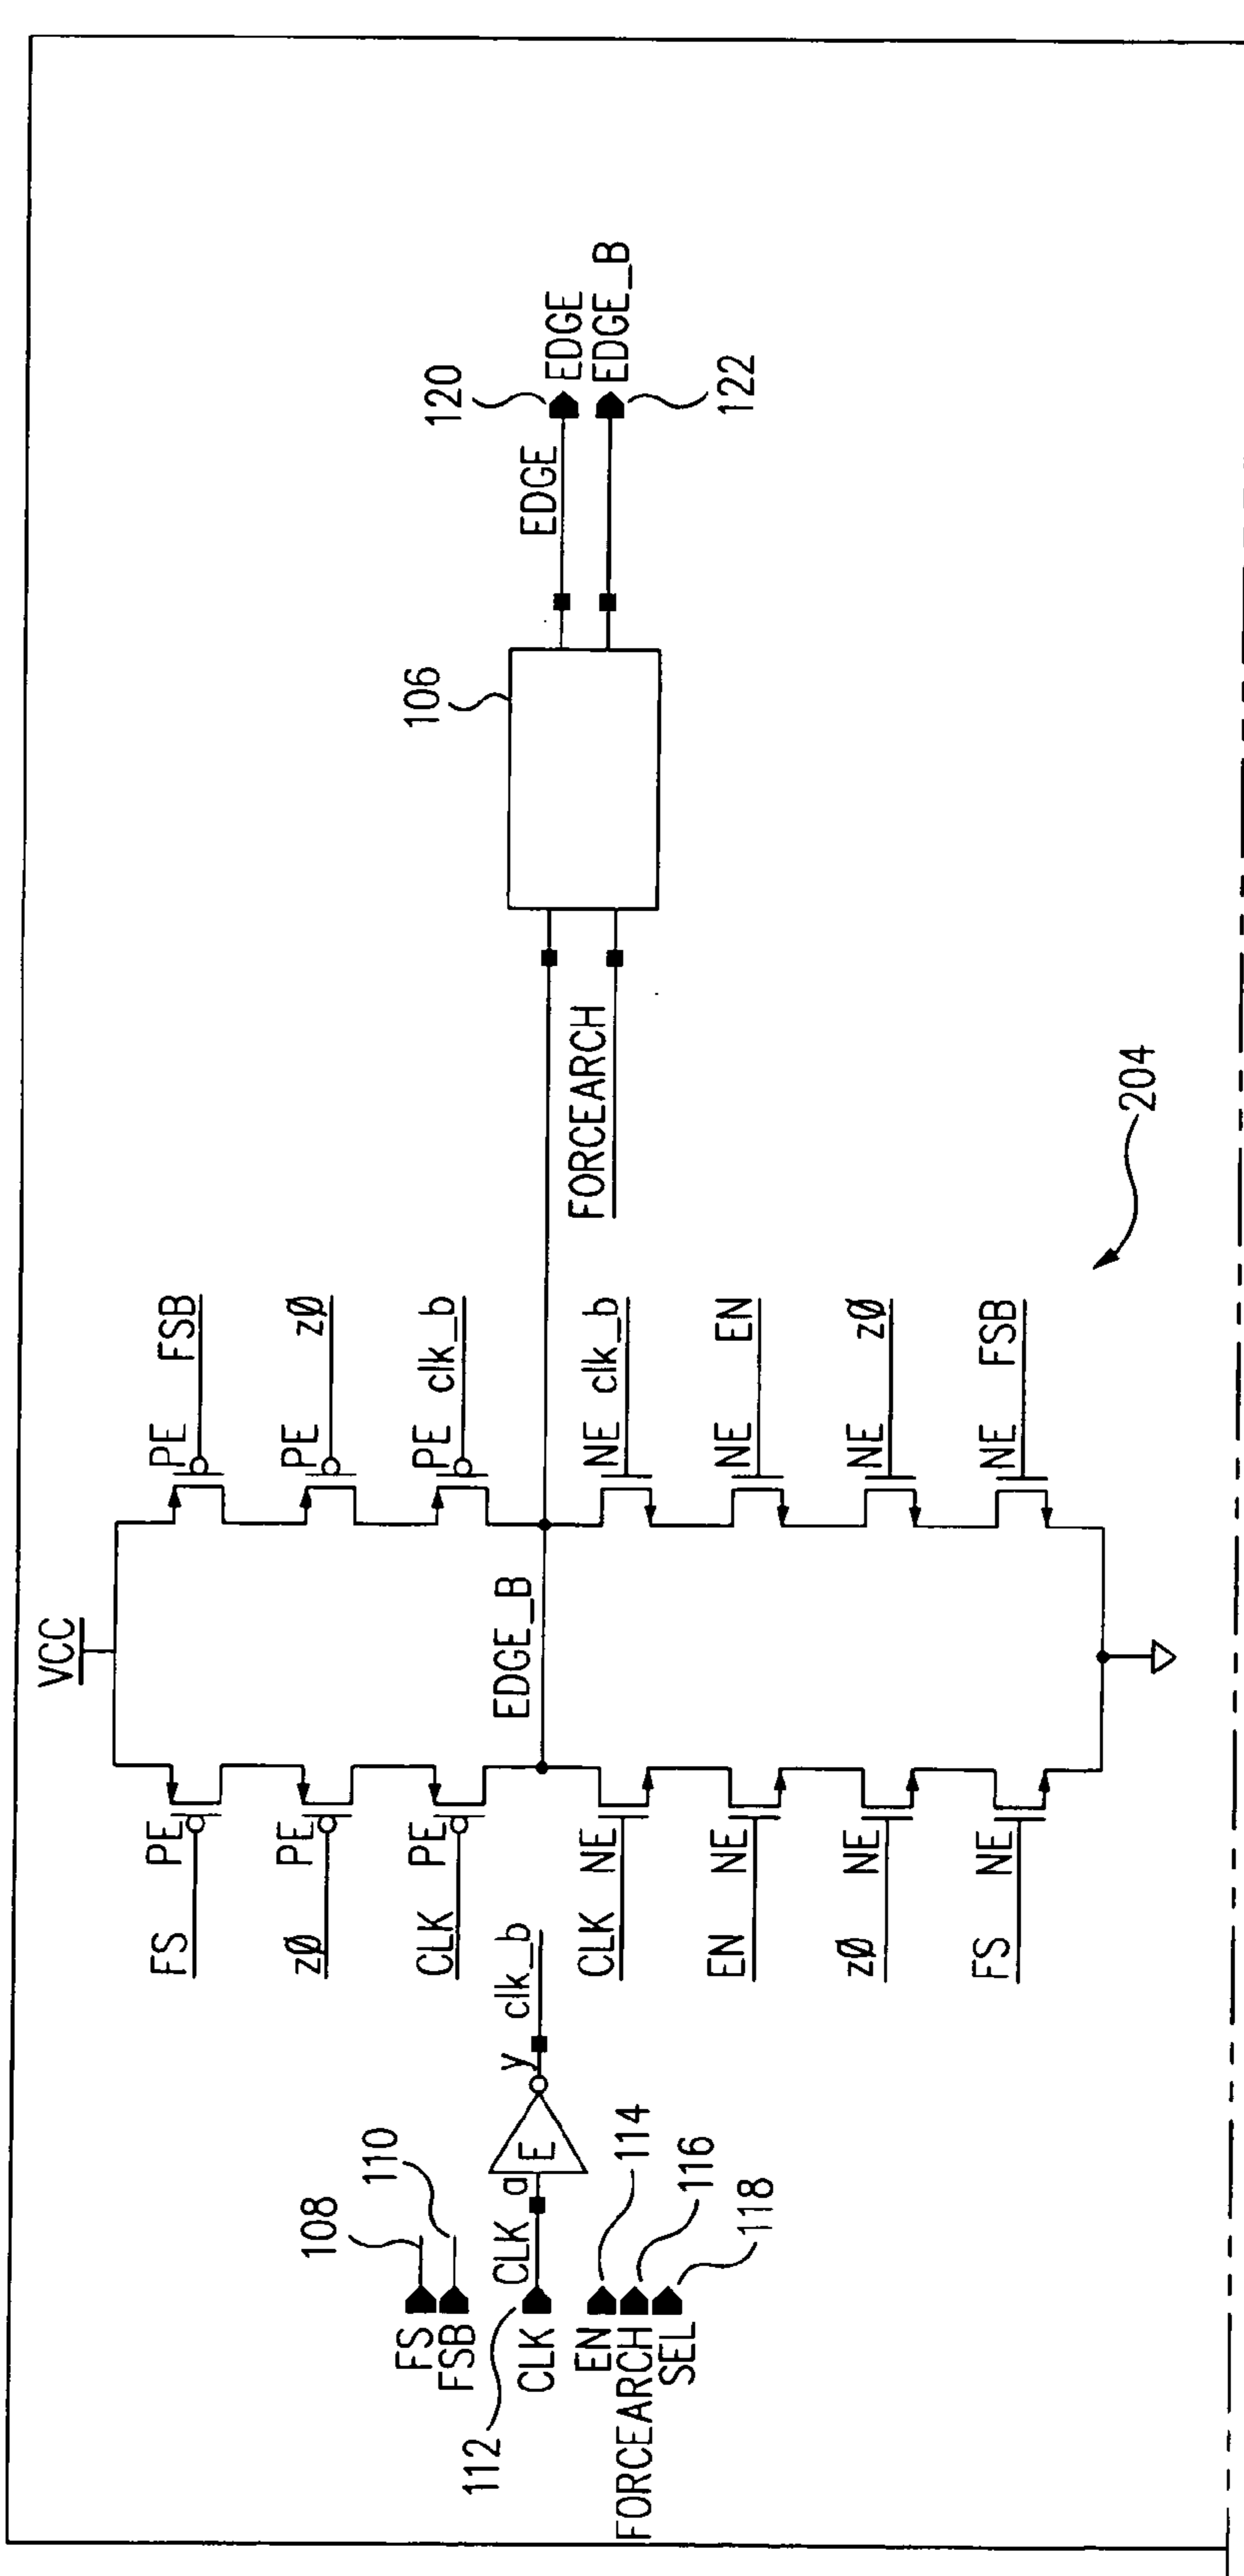 VCC
FS PE
PE FSB
zØ PE
PE zØ
CLK PE
PE clk_b
EDGE_B
CLK NE
NE clk_b
EN NE
NE EN
zØ NE
NE zØ
FS NE
NE FSB
108
110
FS
FSB
112
CLK
CLK a
E
y clk_b
EN
114
FORCEARCH
116
SEL
118
FORCEARCH
106
EDGE
120
EDGE
EDGE_B
122
204